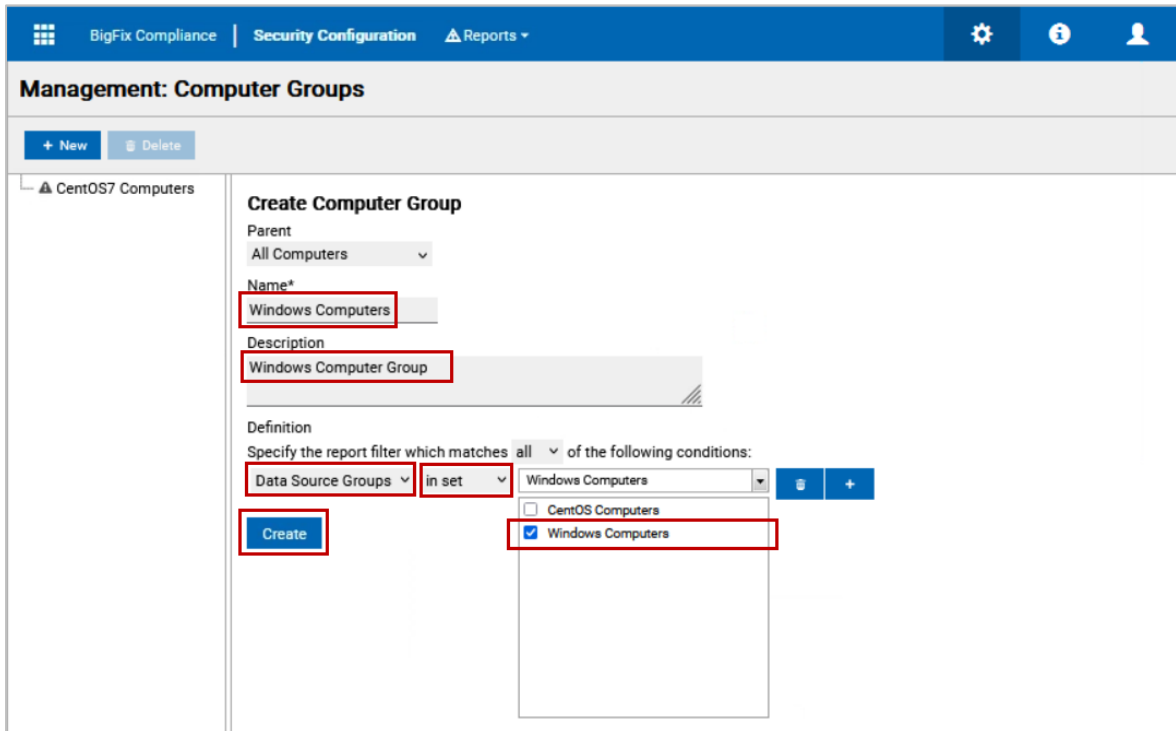 BigFix Compliance | Security Configuration Reports
Management: Computer Groups
+ New Delete
CentOS7 Computers
Create Computer Group
Parent
All Computers
Name*
Windows Computers
Description
Windows Computer Group
Definition
Specify the report filter which matches all of the following conditions:
Data Source Groups in set Windows Computers +
CentOS Computers
Windows Computers
Create